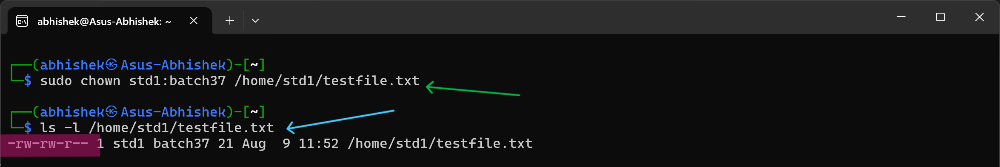 abhishek@Asus-Abhishek: ~
┌──(abhishek㉿Asus-Abhishek)-[~]
└─$ sudo chown std1:batch37 /home/std1/testfile.txt
┌──(abhishek㉿Asus-Abhishek)-[~]
└─$ ls -l /home/std1/testfile.txt
-rw-rw-r-- 1 std1 batch37 21 Aug  9 11:52 /home/std1/testfile.txt